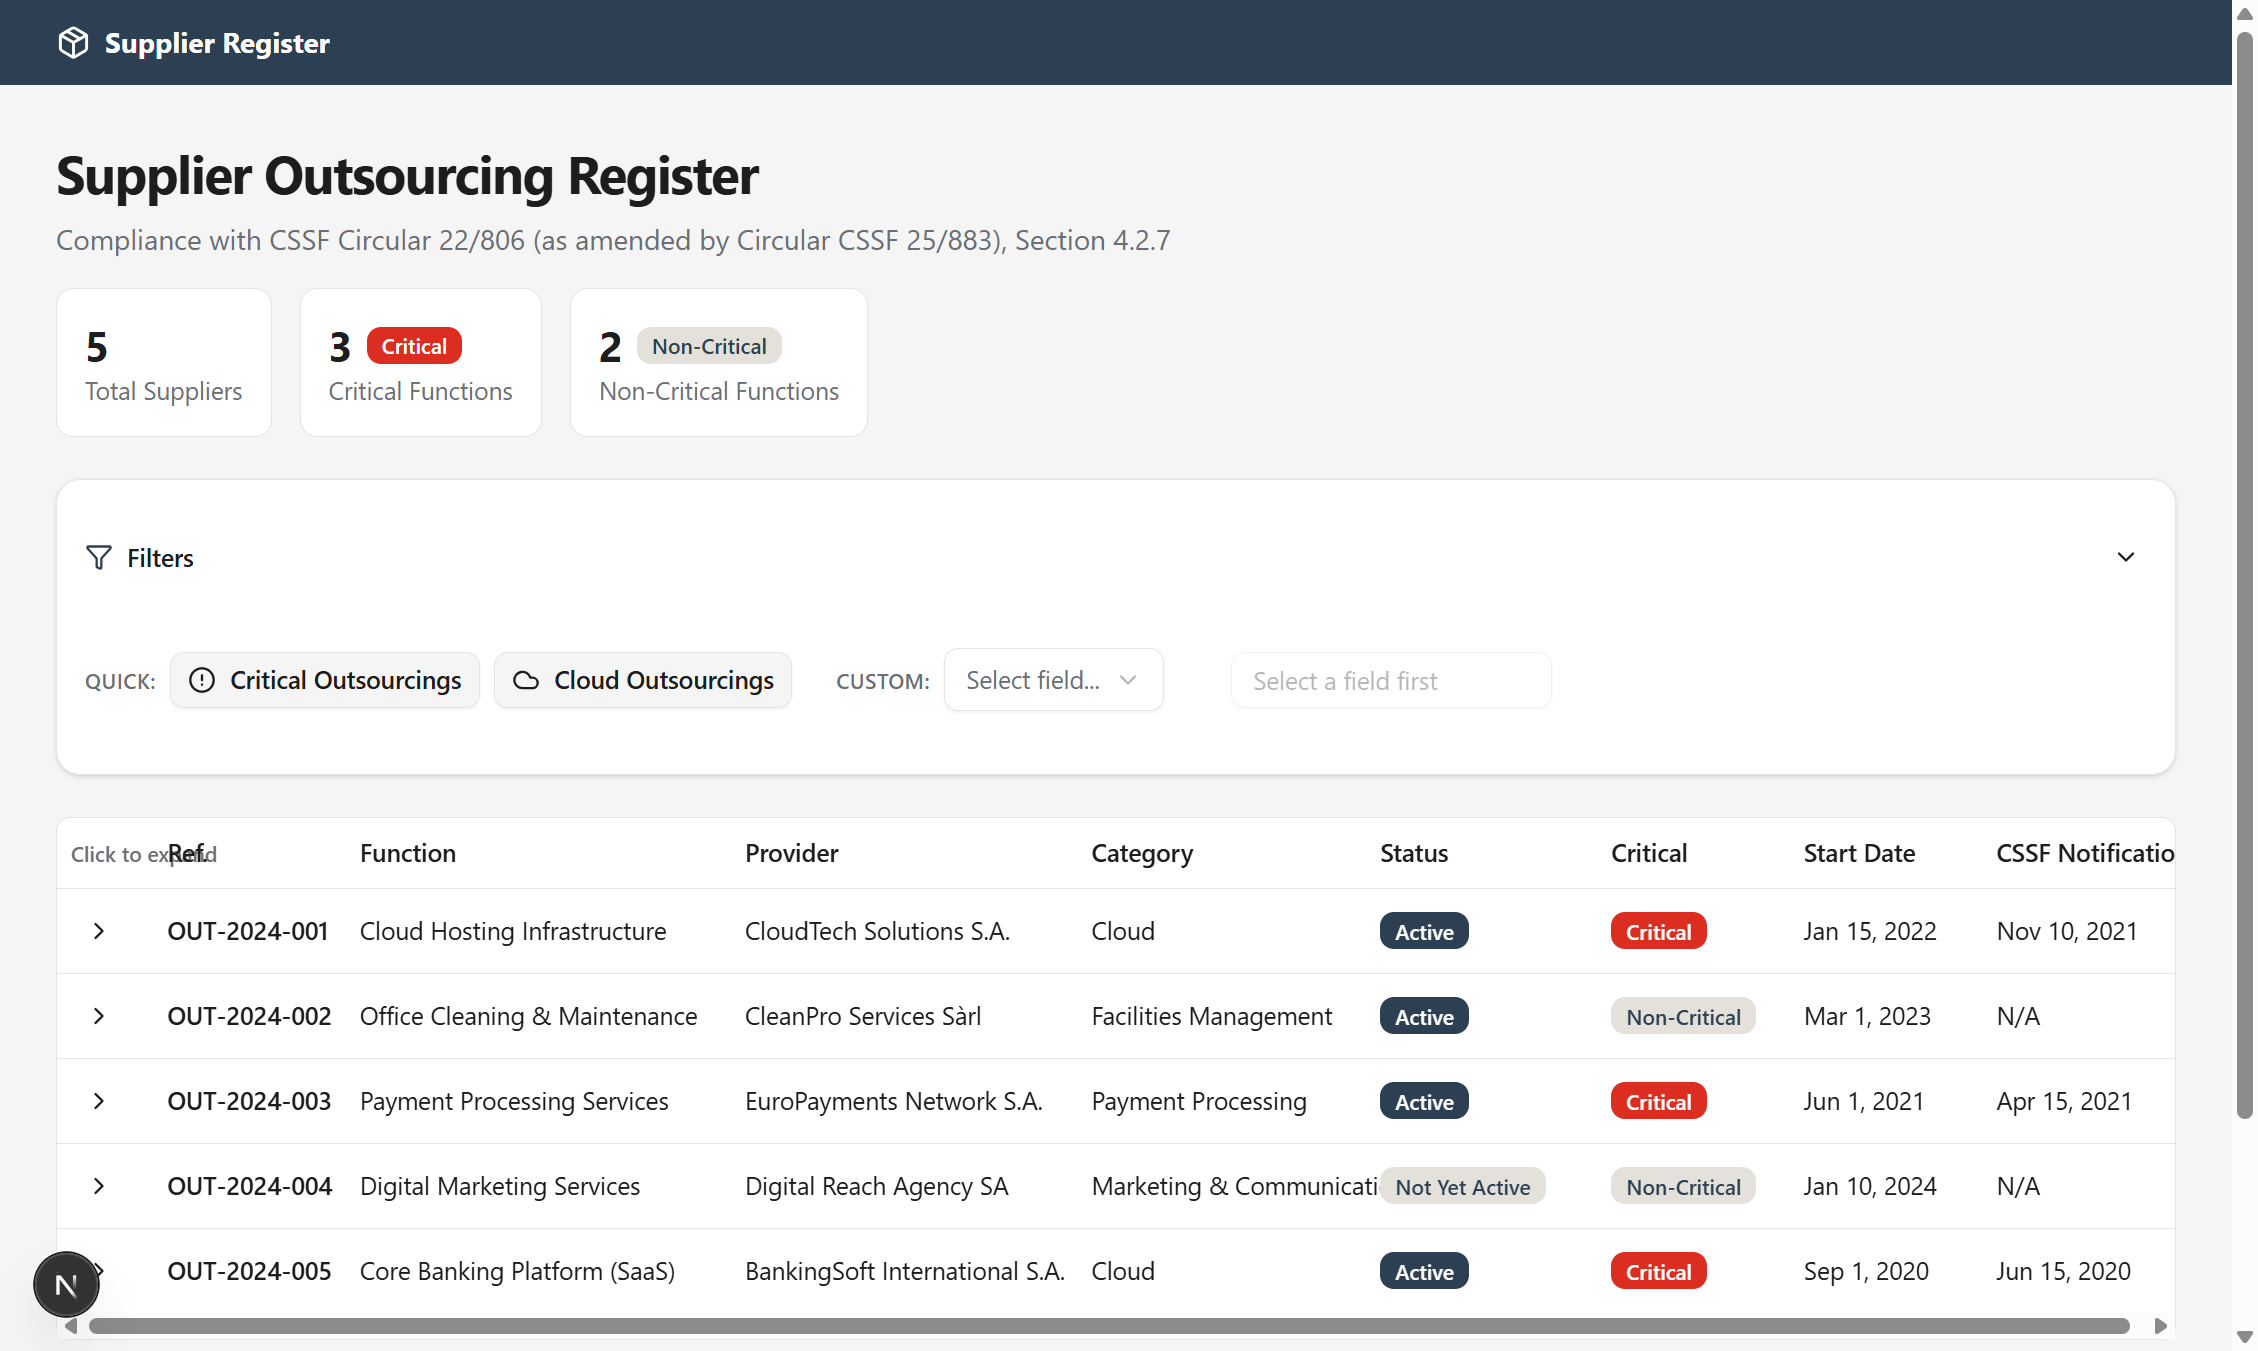 Supplier Register
Supplier Outsourcing Register
Compliance with CSSF Circular 22/806 (as amended by Circular CSSF 25/883), Section 4.2.7
5
Total Suppliers
3 Critical
Critical Functions
2 Non-Critical
Non-Critical Functions
Filters
QUICK: Critical Outsourcings Cloud Outsourcings CUSTOM: Select field... Select a field first
Click to expand Ref. Function Provider Category Status Critical Start Date CSSF Notificatio
OUT-2024-001 Cloud Hosting Infrastructure CloudTech Solutions S.A. Cloud Active Critical Jan 15, 2022 Nov 10, 2021
OUT-2024-002 Office Cleaning & Maintenance CleanPro Services Sàrl Facilities Management Active Non-Critical Mar 1, 2023 N/A
OUT-2024-003 Payment Processing Services EuroPayments Network S.A. Payment Processing Active Critical Jun 1, 2021 Apr 15, 2021
OUT-2024-004 Digital Marketing Services Digital Reach Agency SA Marketing & Communicati Not Yet Active Non-Critical Jan 10, 2024 N/A
OUT-2024-005 Core Banking Platform (SaaS) BankingSoft International S.A. Cloud Active Critical Sep 1, 2020 Jun 15, 2020
N